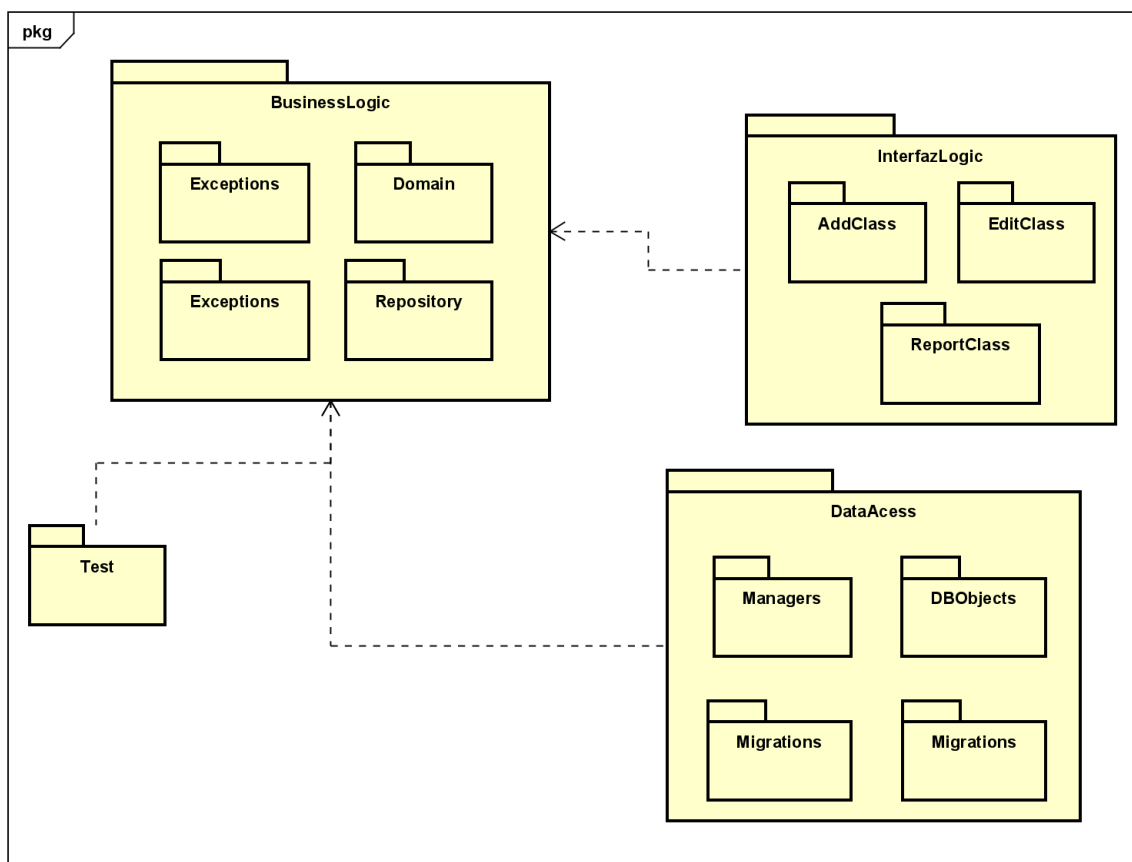 pkg
BusinessLogic
Exceptions
Domain
Exceptions
Repository
InterfazLogic
AddClass
EditClass
ReportClass
Test
DataAcess
Managers
DBObjects
Migrations
Migrations